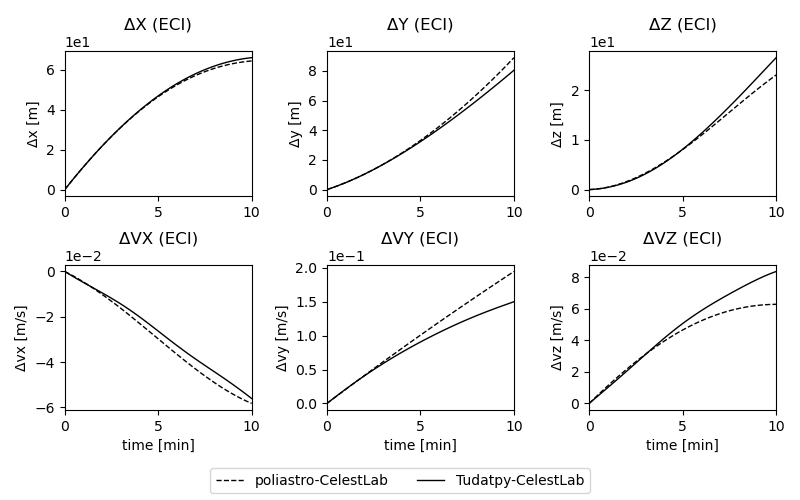 ΔX (ECI)
ΔY (ECI)
ΔZ (ECI)
1e1
1e1
1e1
Δx [m]
6
4
2
0
0 5 10
Δy [m]
8
6
4
2
0
0 5 10
Δz [m]
2
1
0
0 5 10
ΔVX (ECI)
ΔVY (ECI)
ΔVZ (ECI)
1e−2
1e−1
1e−2
Δvx [m/s]
0
−2
−4
−6
0 5 10
time [min]
Δvy [m/s]
2.0
1.5
1.0
0.5
0.0
0 5 10
time [min]
Δvz [m/s]
8
6
4
2
0
0 5 10
time [min]
poliastro-CelestLab
Tudatpy-CelestLab